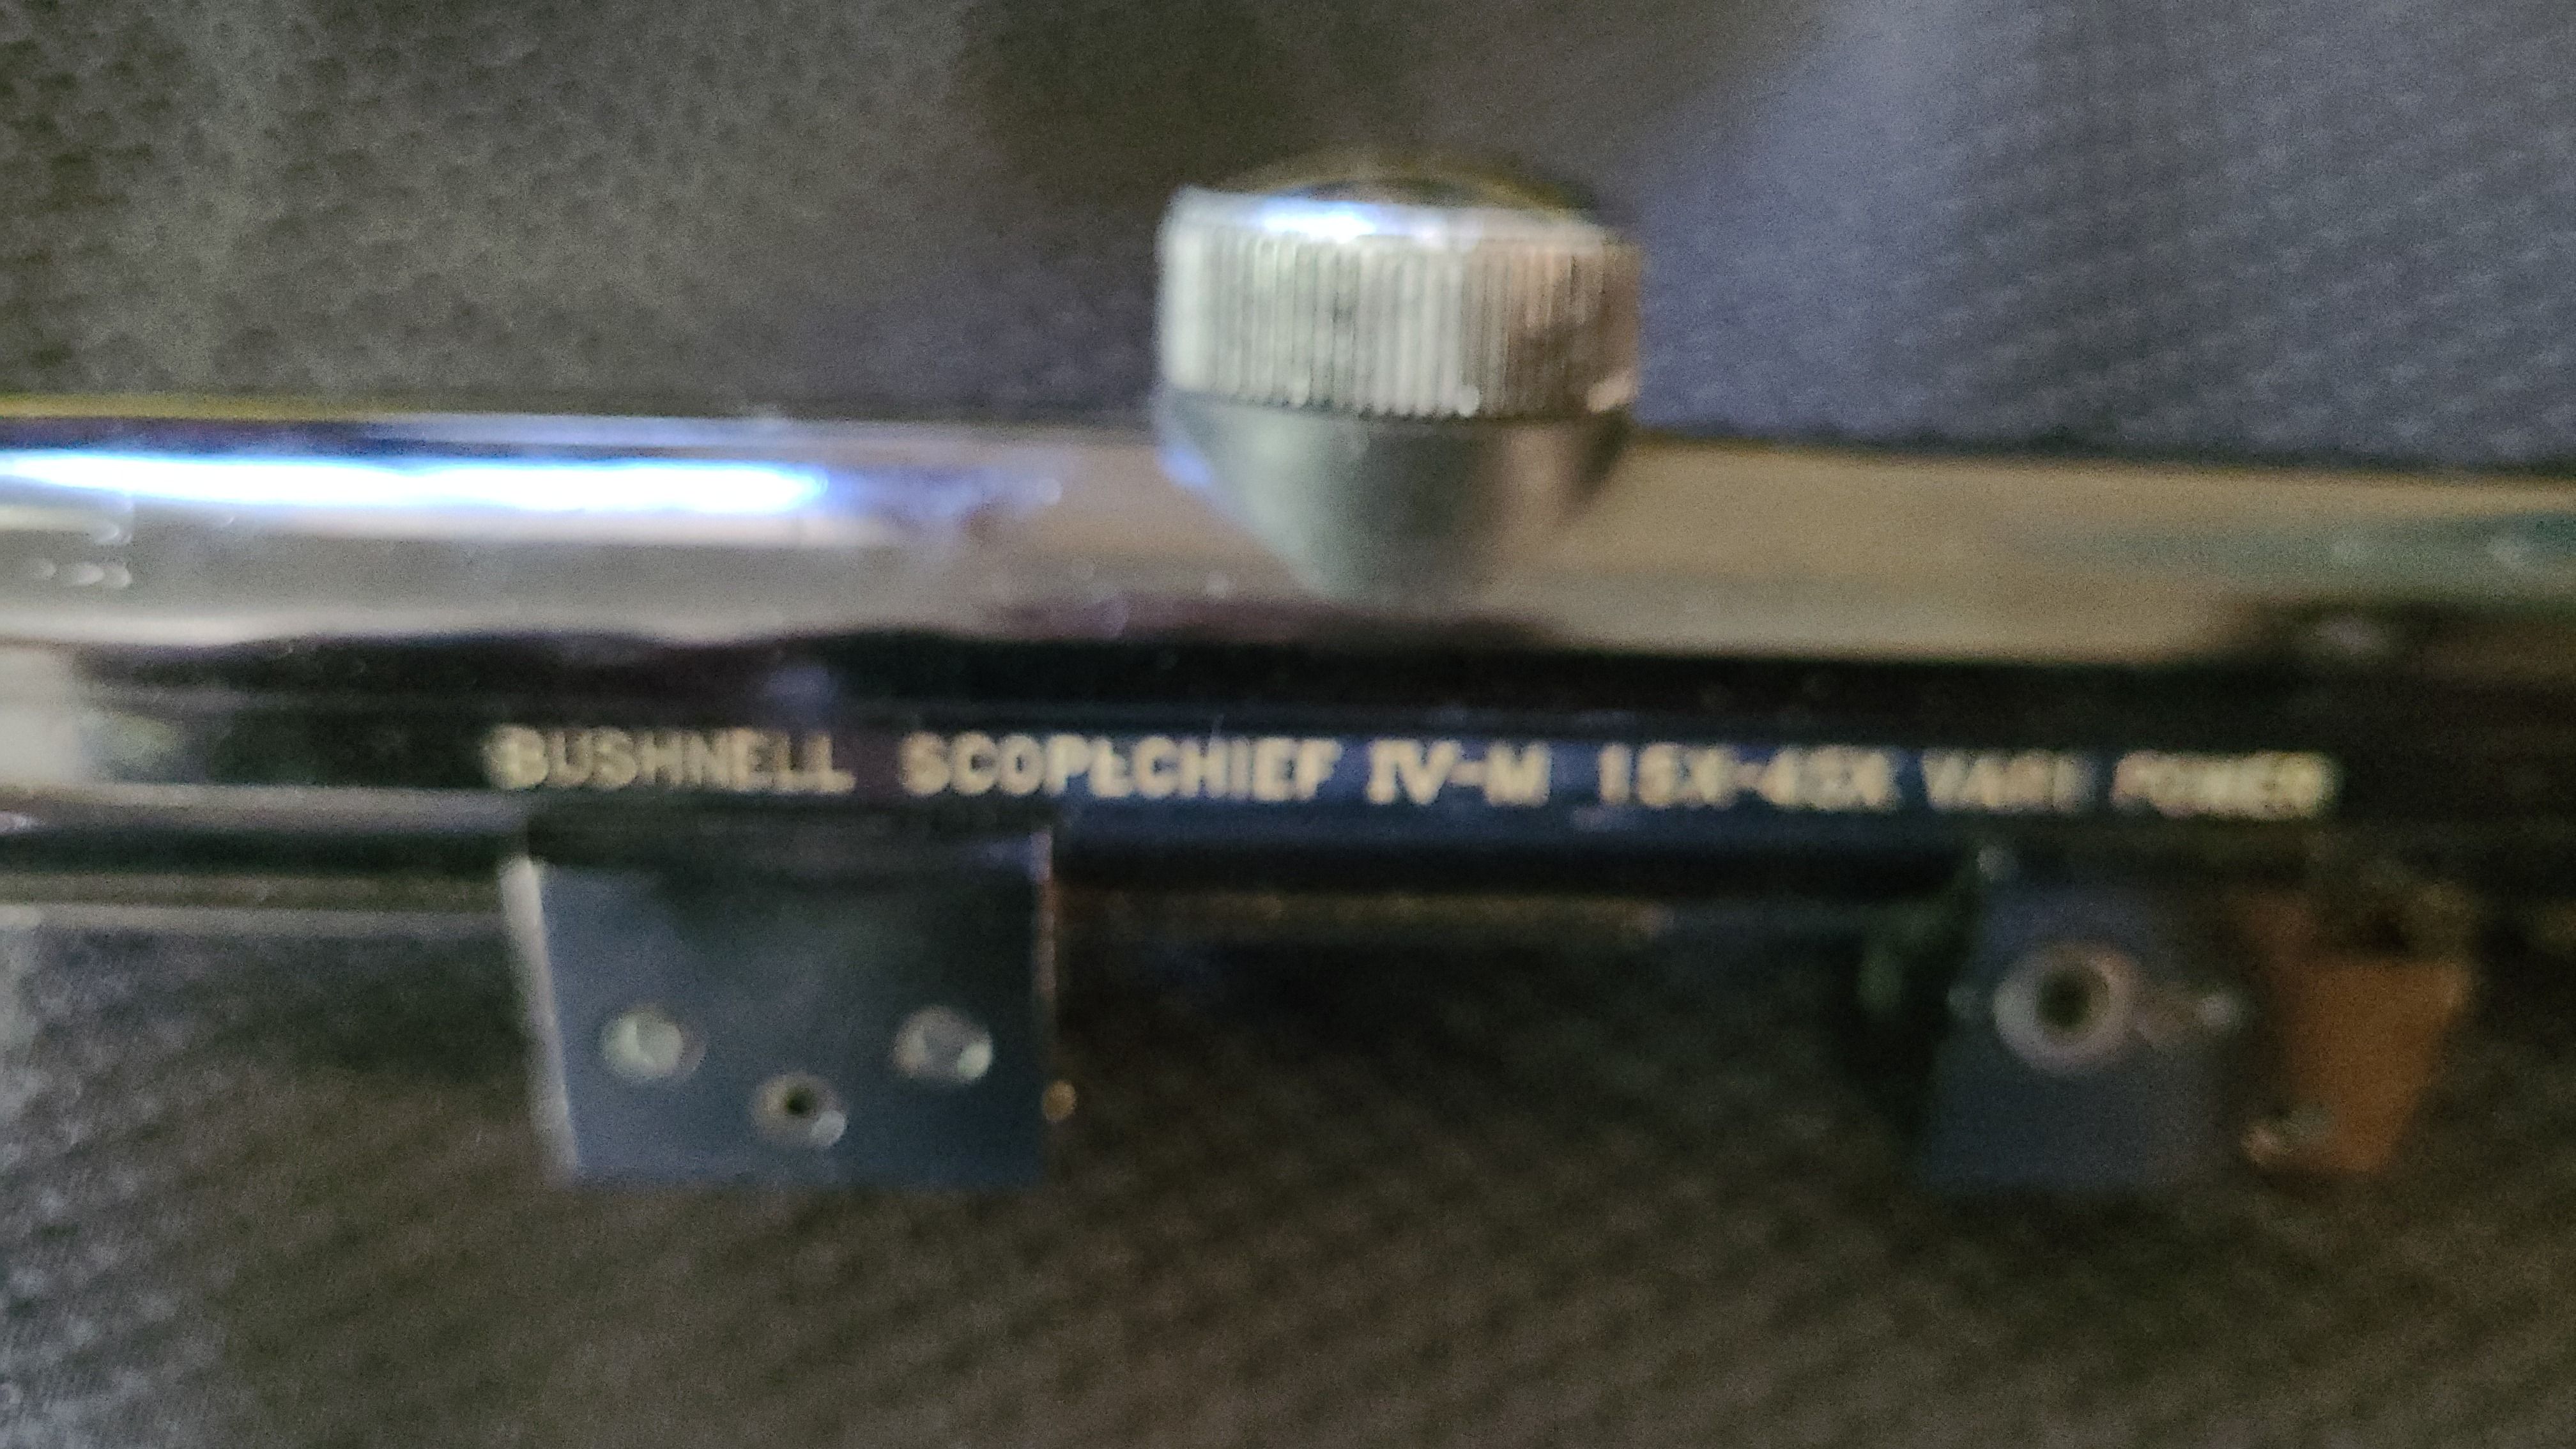 BUSHNELL SCOPECHIEF IV-M VARI POWER